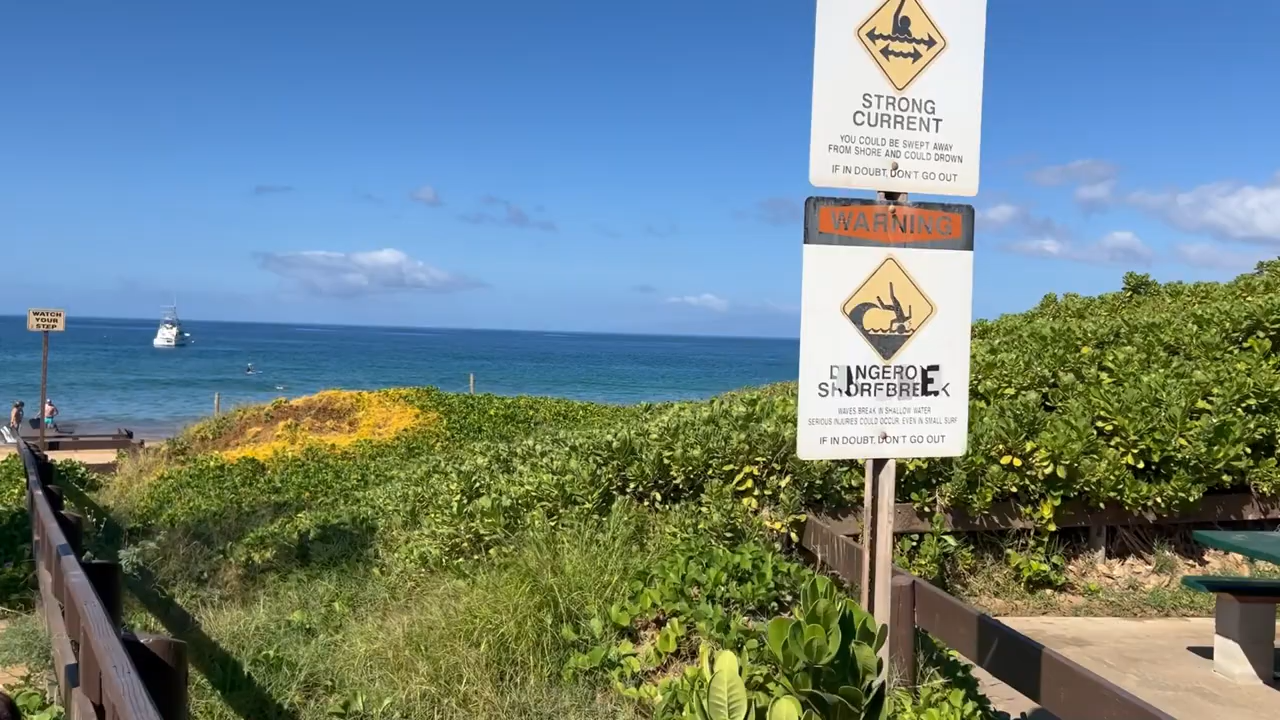 STRONG
CURRENT
YOU COULD BE SWEPT AWAY
FROM SHORE AND COULD DROWN
IF IN DOUBT, DON'T GO OUT
WARNING
D NGERO
SHORFBRE K
WAVES BREAK IN SHALLOW WATER
SERIOUS INJURIES COULD OCCUR, EVEN IN SMALL SURF
IF IN DOUBT, DON'T GO OUT
WATCH
YOUR
STEP